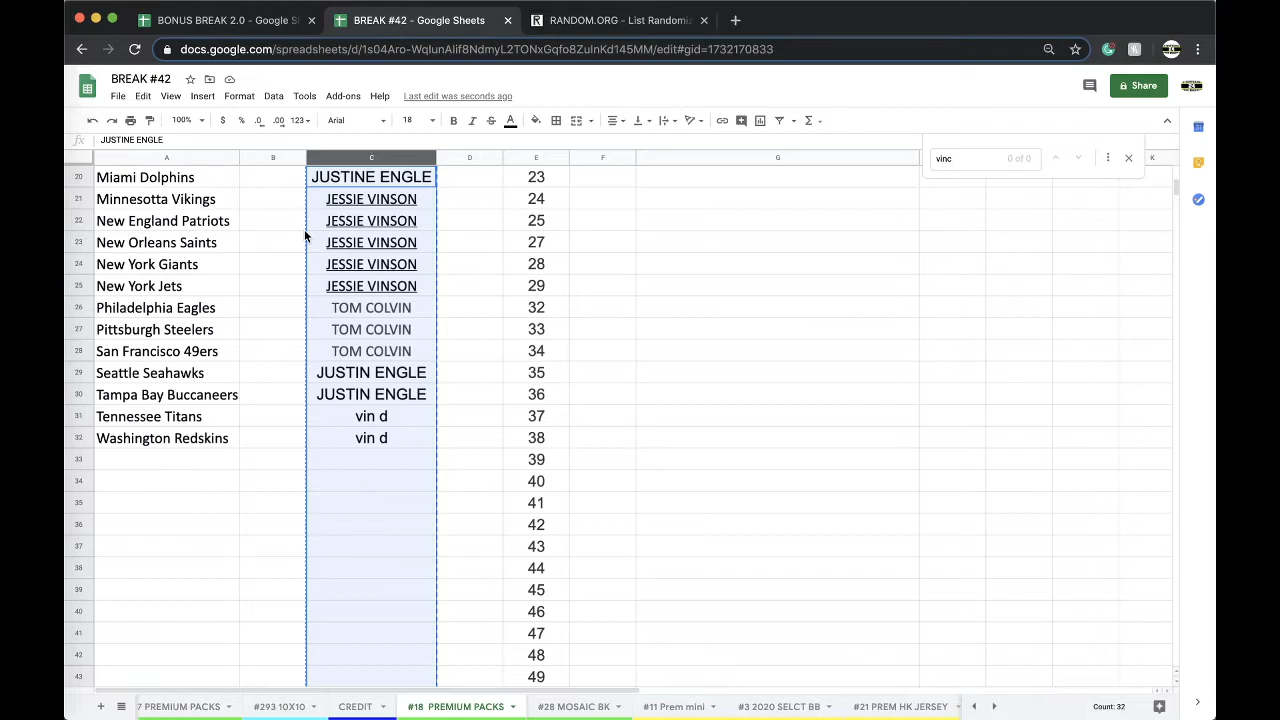 BONUS BREAK 2.0 - Google S
BREAK #42 - Google Sheets
RANDOM.ORG - List Randomi
docs.google.com/spreadsheets/d/1s04Aro-WqlunAlif8NdmyL2TONxGqfo8ZuInKd145MM/edit#gid=1732170833
BREAK #42
File Edit View Insert Format Data Tools Add-ons Help Last edit was seconds ago
Share
100% $ % .0 .00 123 Arial 18 B I S A
fx JUSTINE ENGLE
vinc 0 of 0
A B C D E F G K
20 Miami Dolphins JUSTINE ENGLE 23
21 Minnesotta Vikings JESSIE VINSON 24
22 New England Patriots JESSIE VINSON 25
23 New Orleans Saints JESSIE VINSON 27
24 New York Giants JESSIE VINSON 28
25 New York Jets JESSIE VINSON 29
26 Philadelphia Eagles TOM COLVIN 32
27 Pittsburgh Steelers TOM COLVIN 33
28 San Francisco 49ers TOM COLVIN 34
29 Seattle Seahawks JUSTIN ENGLE 35
30 Tampa Bay Buccaneers JUSTIN ENGLE 36
31 Tennessee Titans vin d 37
32 Washington Redskins vin d 38
33 39
34 40
35 41
36 42
37 43
38 44
39 45
40 46
41 47
42 48
43 49
7 PREMIUM PACKS #293 10X10 CREDIT #18 PREMIUM PACKS #28 MOSAIC BK #11 Prem mini #3 2020 SELCT BB #21 PREM HK JERSEY Count: 32